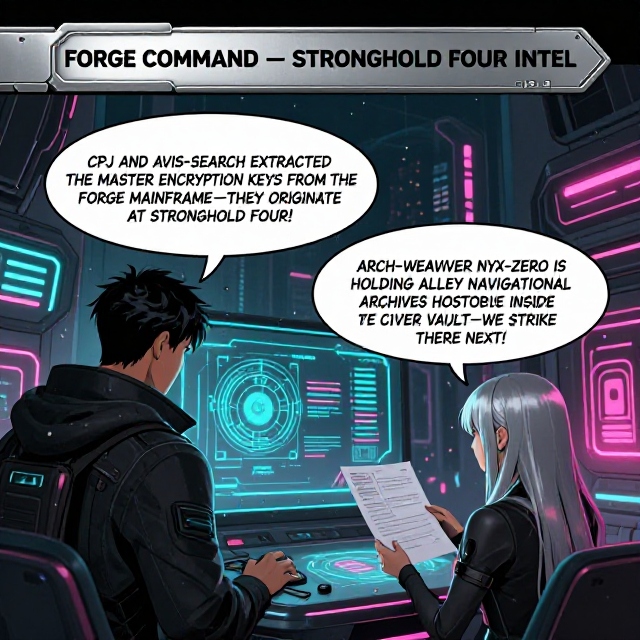 FORGE COMMAND — STRONGHOLD FOUR INTEL
CPJ AND AVIS-SEARCH EXTRACTED
THE MASTER ENCRYPTION KEYS FROM THE
FORGE MAINFRAME—THEY ORIGINATE
AT STRONGHOLD FOUR!
ARCH-WEAWVER NYX-ZERO IS
HOLDING ALLEY NAVIGATIONAL
ARCHIVES HOSTOBLE INSIDE
TE CIVER VAULT—WE STRIKE
THERE NEXT!